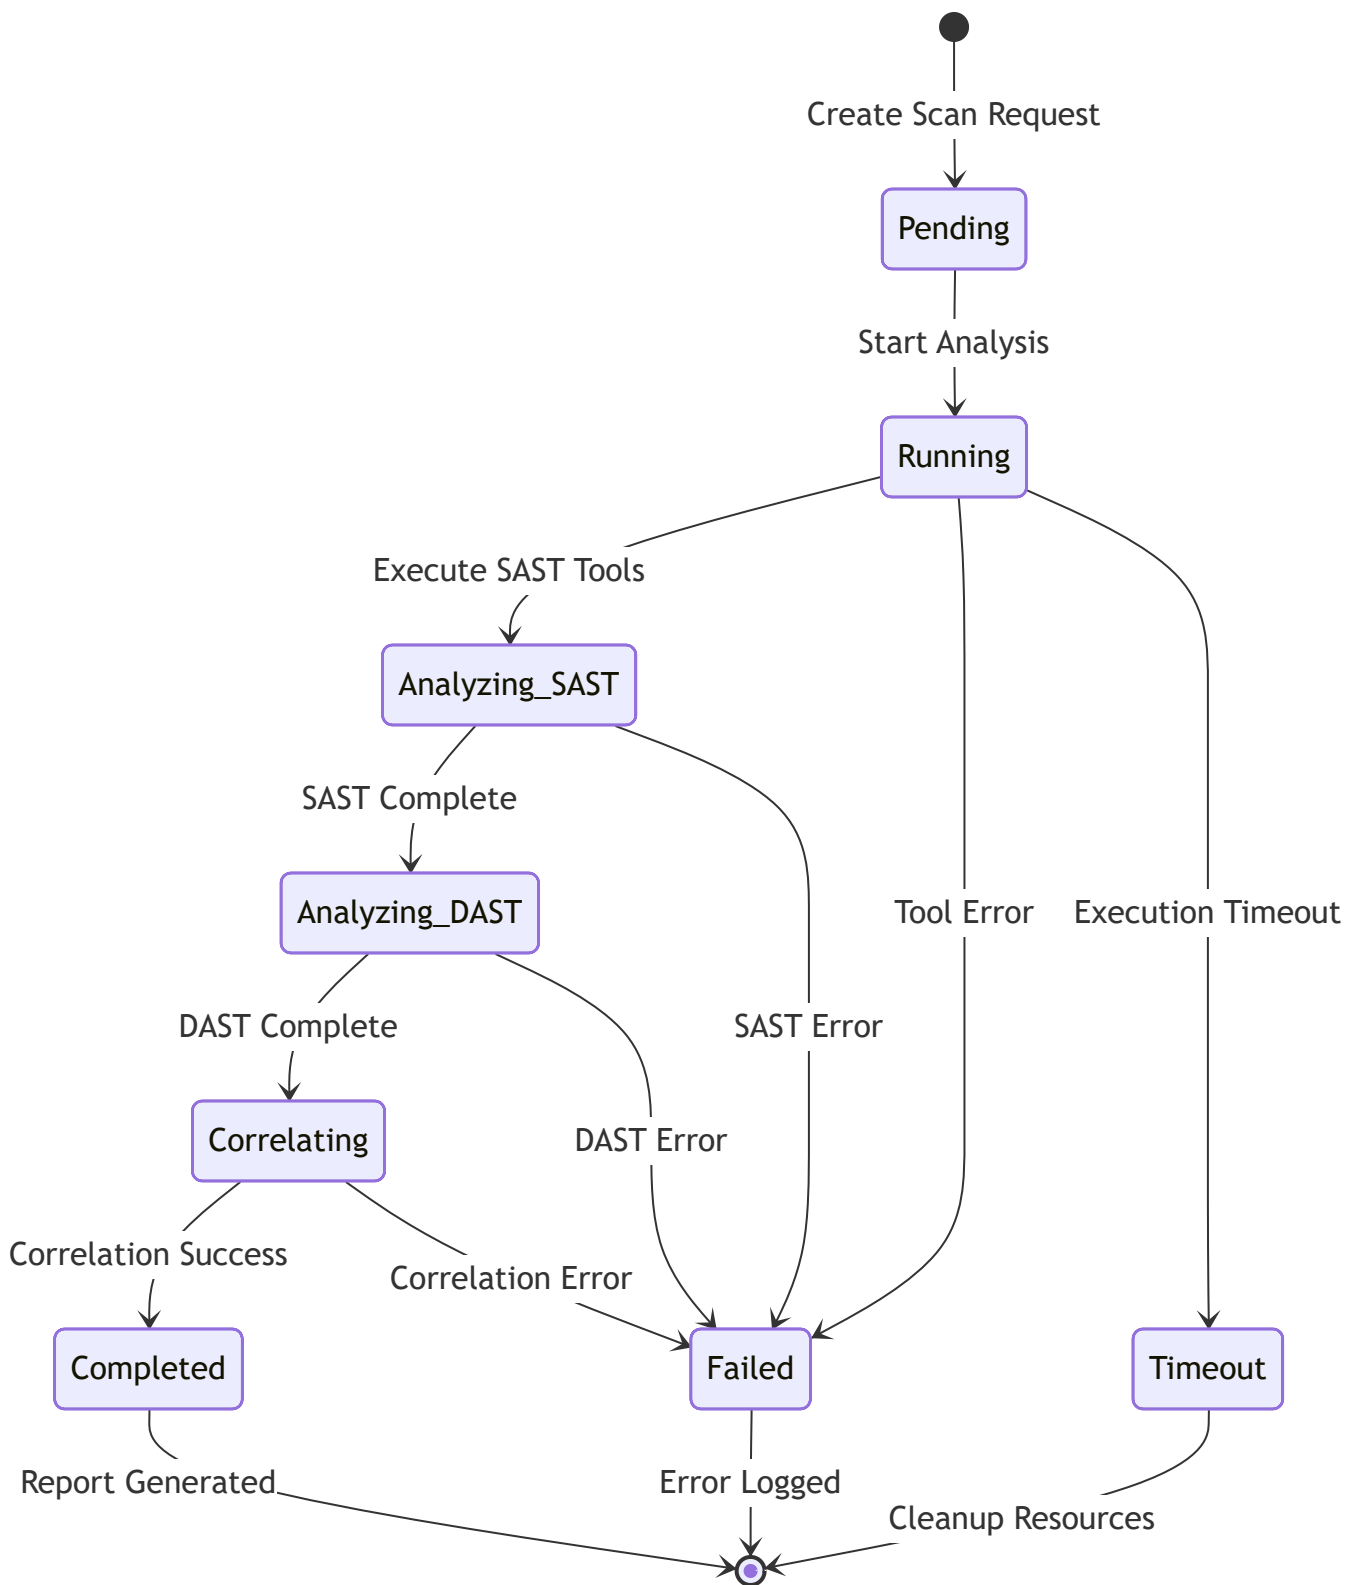 Create Scan Request
Pending
Start Analysis
Running
Execute SAST Tools
Analyzing_SAST
SAST Complete
Analyzing_DAST
Tool Error
Execution Timeout
DAST Complete
SAST Error
Correlating
DAST Error
Correlation Success
Correlation Error
Completed
Failed
Timeout
Report Generated
Error Logged
Cleanup Resources